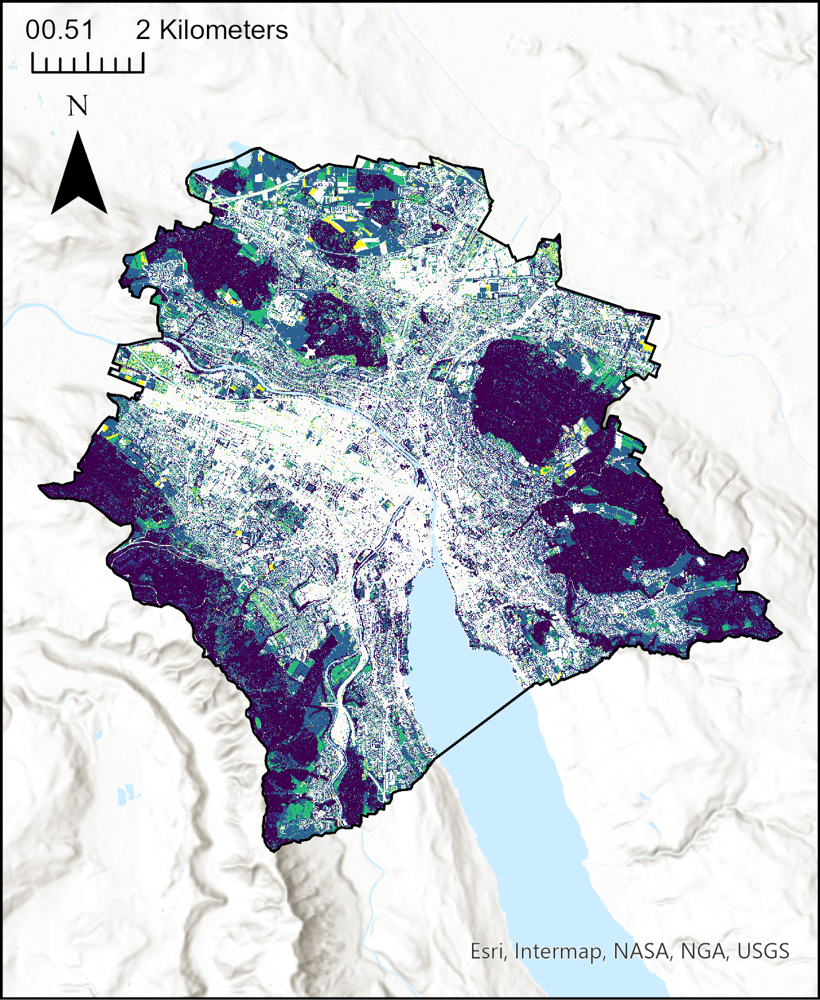 00.51 2 Kilometers
N
Esri, Intermap, NASA, NGA, USGS